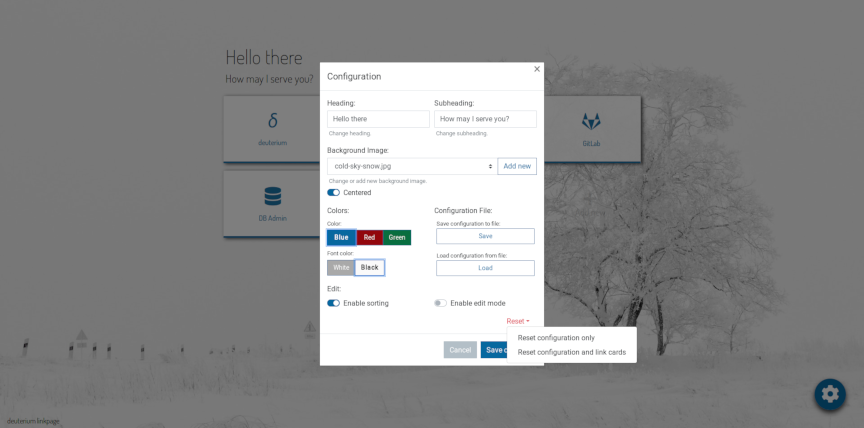 Hello there
How may I serve you?
δ
deuterium
GitLab
DB Admin
Configuration
×
Heading:
Subheading:
Hello there
How may I serve you?
Change heading.
Change subheading.
Background Image:
cold-sky-snow.jpg
Add new
Change or add new background image.
Centered
Colors:
Configuration File:
Color:
Save configuration to file:
Blue Red Green
Save
Font color:
Load configuration from file:
White Black
Load
Edit:
Enable sorting
Enable edit mode
Reset
Reset configuration only
Reset configuration and link cards
Cancel
Save
deuterium linkpage